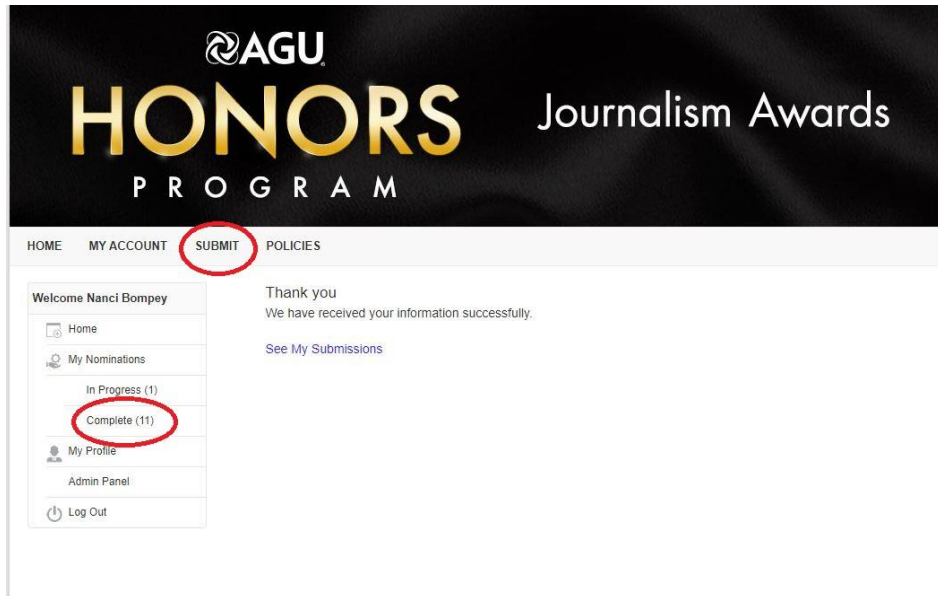 AGU
HONORS
PROGRAM
Journalism Awards
HOME MY ACCOUNT SUBMIT POLICIES
Welcome Nanci Bompey
Home
My Nominations
In Progress (1)
Complete (11)
My Profile
Admin Panel
Log Out
Thank you
We have received your information successfully.
See My Submissions